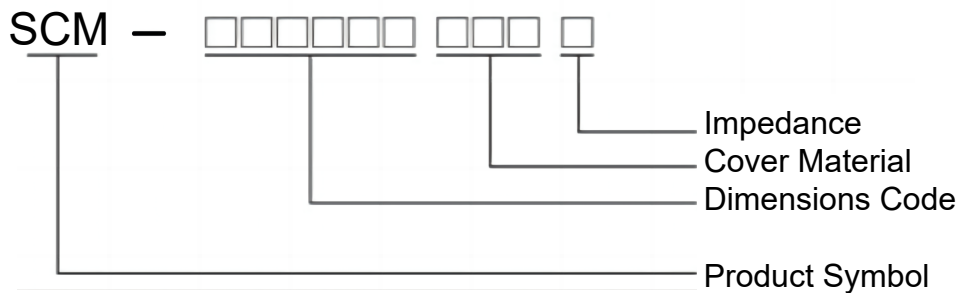 SCM – □□□□□□ □□□ □
Impedance
Cover Material
Dimensions Code
Product Symbol